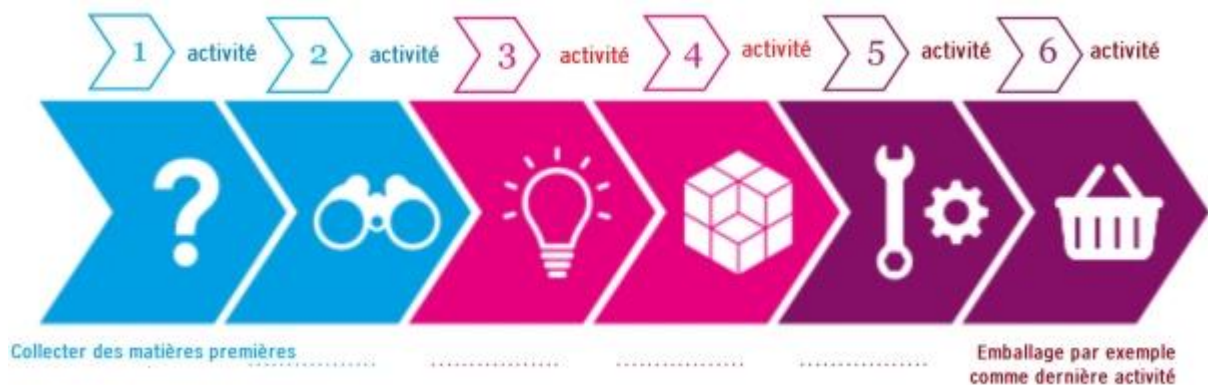 1 activité 2 activité 3 activité 4 activité 5 activité 6 activité
?
Collecter des matières premières ............ ............ ............ ............ Emballage par exemple
comme dernière activité